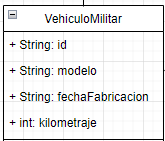 VehiculoMilitar
+ String: id
+ String: modelo
+ String: fechaFabricacion
+ int: kilometraje